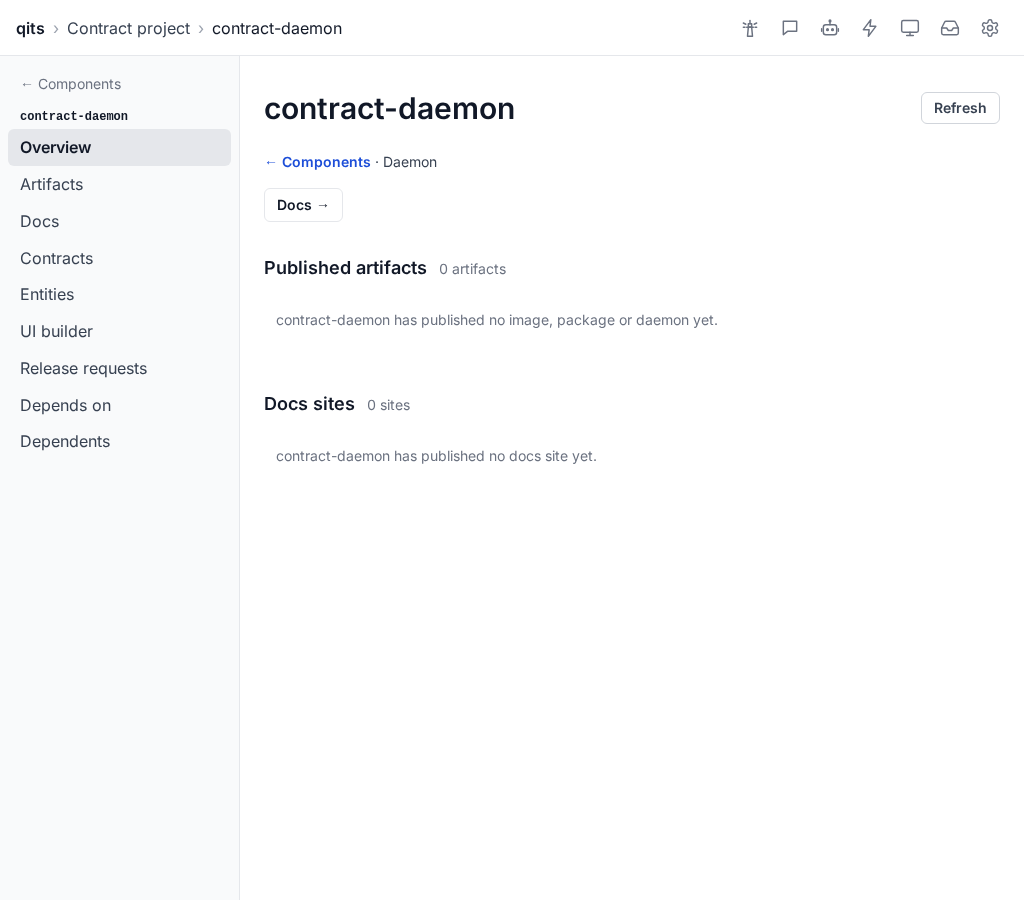 qits › Contract project › contract-daemon
← Components
contract-daemon
Overview
Artifacts
Docs
Contracts
Entities
UI builder
Release requests
Depends on
Dependents
contract-daemon
Refresh
← Components · Daemon
Docs →
Published artifacts 0 artifacts
contract-daemon has published no image, package or daemon yet.
Docs sites 0 sites
contract-daemon has published no docs site yet.